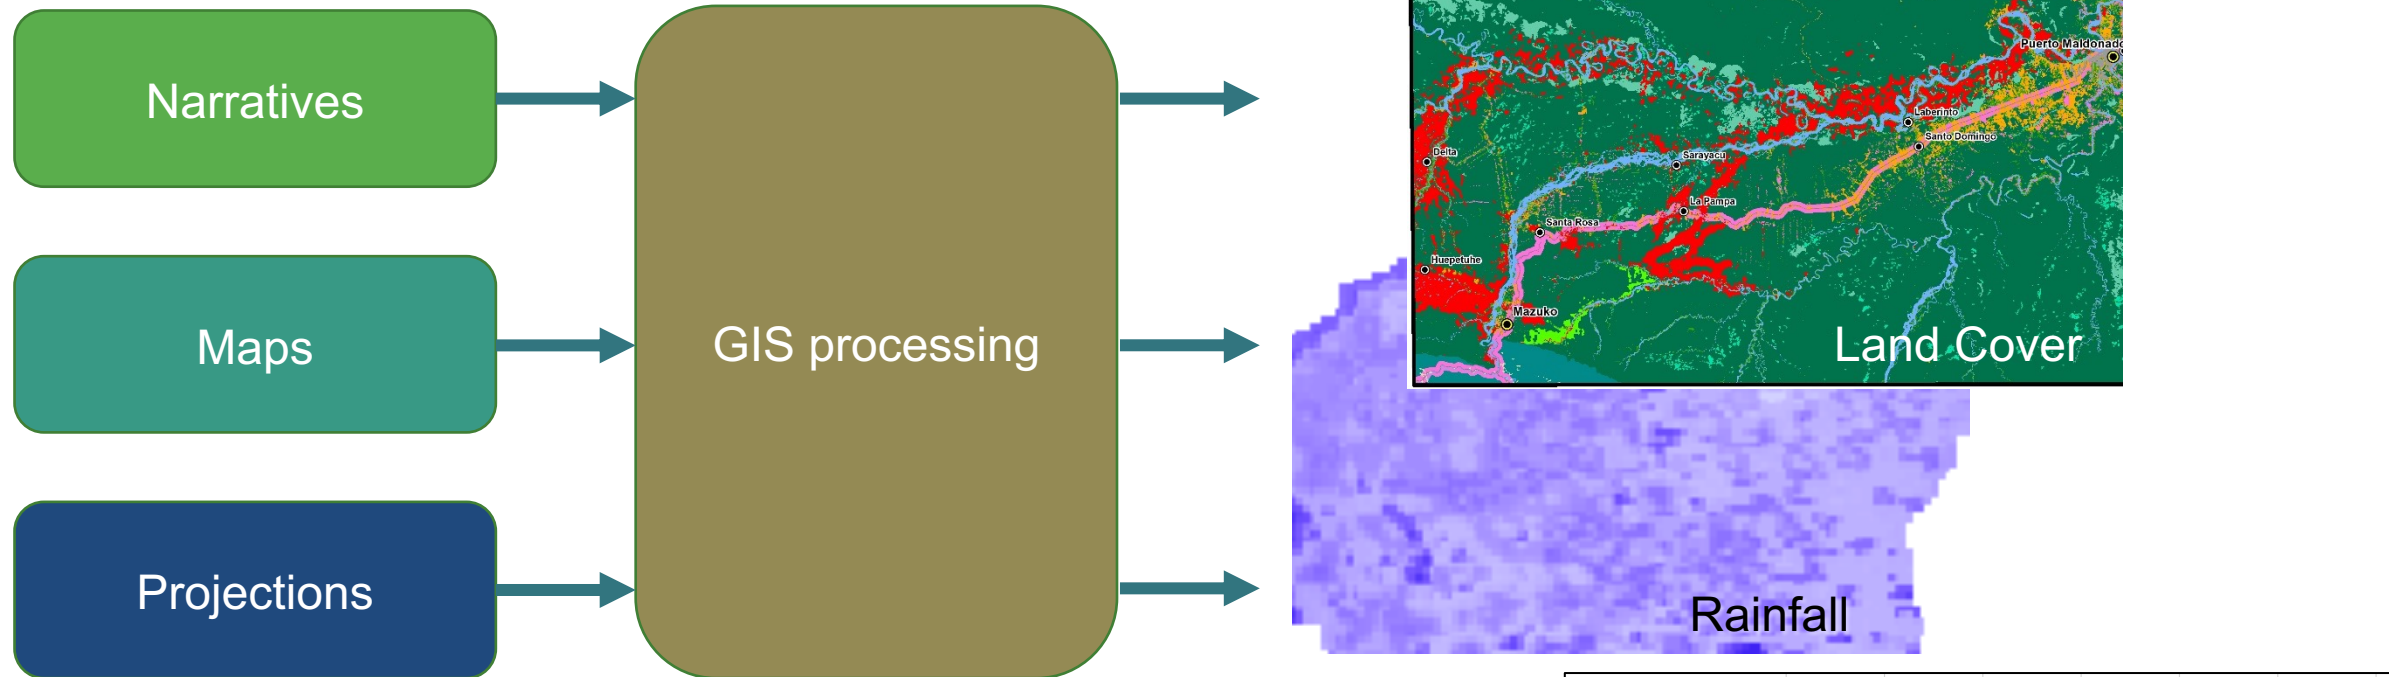 Narratives
Maps
Projections
GIS processing
Puerto Maldonado
Laberinto
Santo Domingo
Delta
Sarayacu
La Pampa
Santa Rosa
Huepetuhe
Mazuko
Land Cover
Rainfall